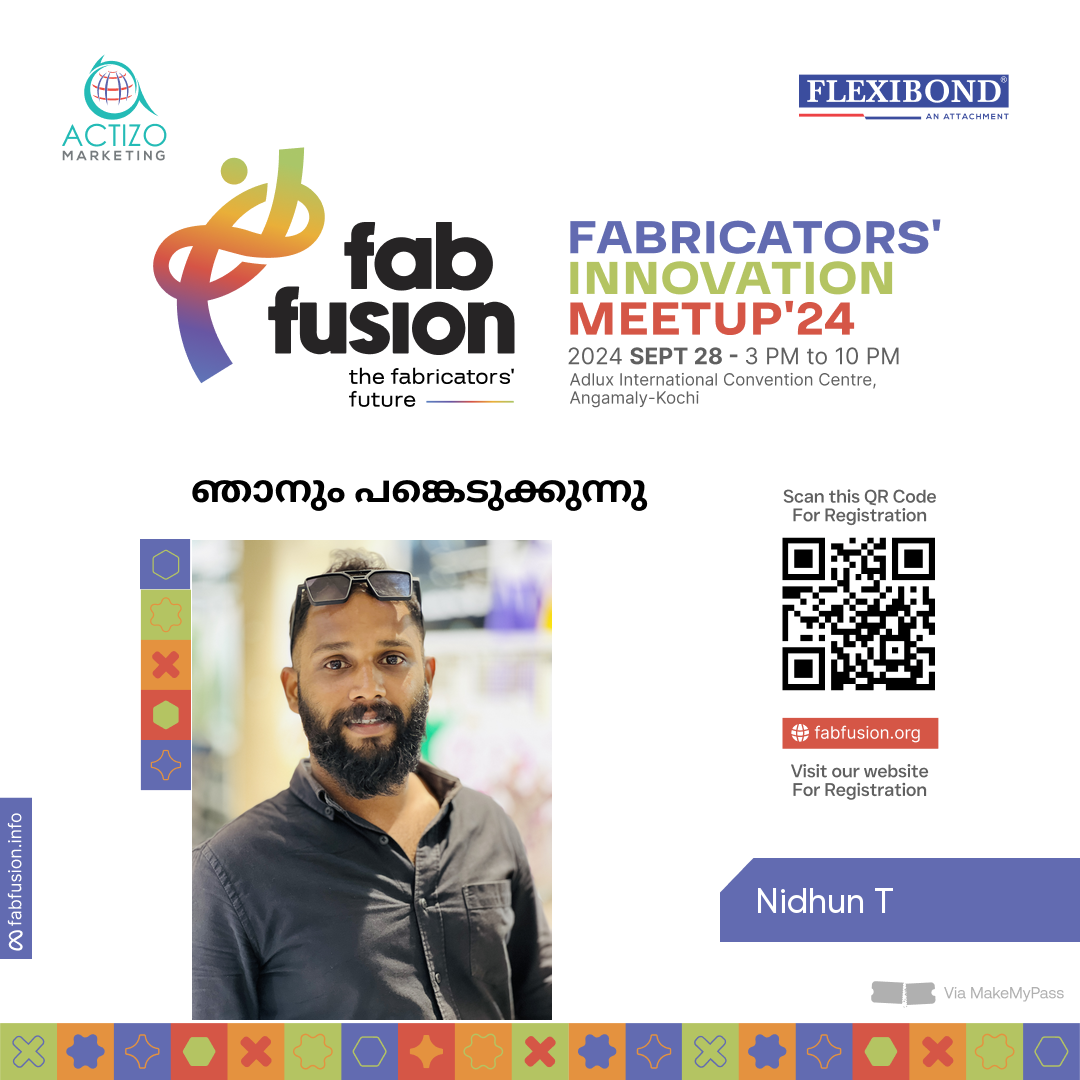 ACTIZO
MARKETING
FLEXIBOND®
AN ATTACHMENT
fab
fusion
the fabricators'
future
FABRICATORS'
INNOVATION
MEETUP'24
2024 SEPT 28 - 3 PM to 10 PM
Adlux International Convention Centre,
Angamaly-Kochi
ഞാനും പങ്കെടുക്കുന്നു
Scan this QR Code
For Registration
fabfusion.org
Visit our website
For Registration
fabfusion.info
Nidhun T
Via MakeMyPass